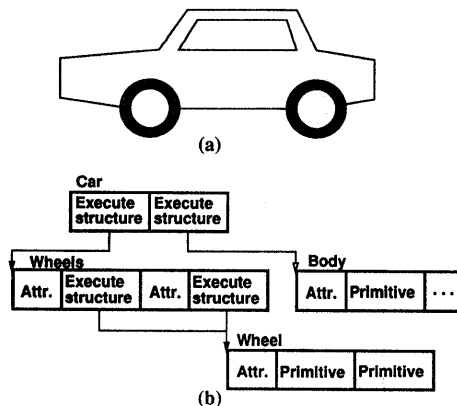 (a)
Car
Execute structure Execute structure
Wheels
Attr. Execute structure Attr. Execute structure
Body
Attr. Primitive ...
Wheel
Attr. Primitive Primitive
(b)